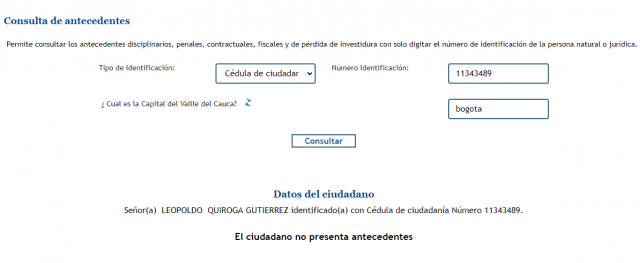 Consulta de antecedentes
Permite consultar los antecedentes disciplinarios, penales, contractuales, fiscales y de pérdida de investidura con solo digitar el número de identificación de la persona natural o jurídica.
Tipo de Identificación: Cédula de ciudadar Número Identificación: 11343489
¿ Cual es la Capital del Vallle del Cauca? bogota
Consultar
Datos del ciudadano
Señor(a) LEOPOLDO QUIROGA GUTIERREZ identificado(a) con Cédula de ciudadanía Número 11343489.
El ciudadano no presenta antecedentes